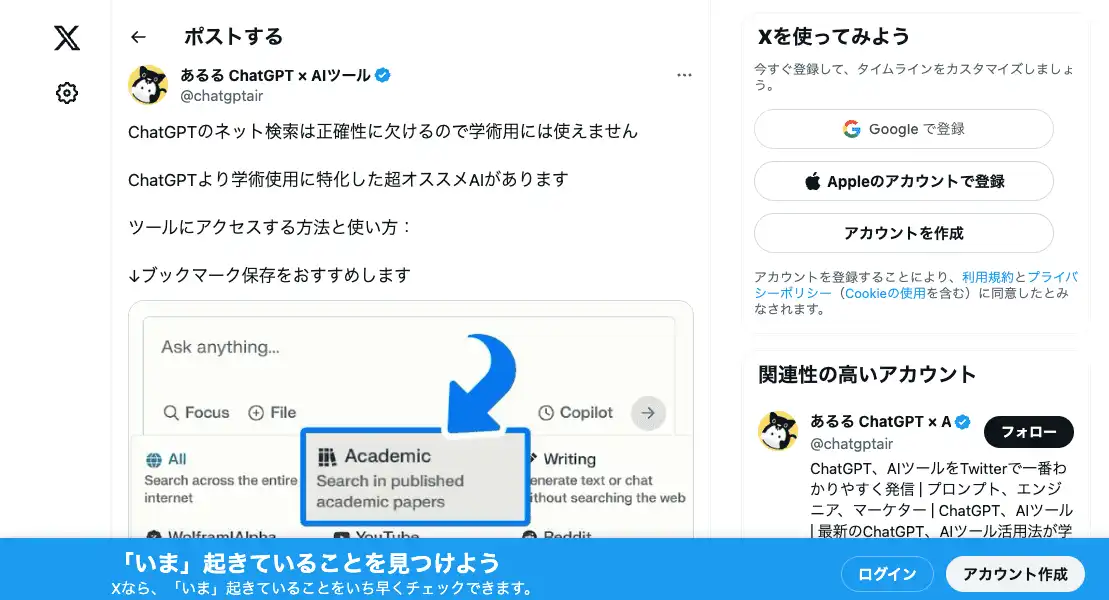 ポストする
あるる ChatGPT × AIツール
@chatgptair
ChatGPTのネット検索は正確性に欠けるので学術用には使えません
ChatGPTより学術使用に特化した超オススメAIがあります
ツールにアクセスする方法と使い方：
↓ブックマーク保存をおすすめします
Ask anything...
Focus
File
Copilot
All
Search across the entire
internet
Academic
Search in published
academic papers
Writing
enerate text or chat
ithout searching the web
Wolfram|Alpha
YouTube
Reddit
Xを使ってみよう
今すぐ登録して、タイムラインをカスタマイズしましょ
う。
Google で登録
Appleのアカウントで登録
アカウントを作成
アカウントを登録することにより、利用規約とプライバ
シーポリシー（Cookieの使用を含む）に同意したとみ
なされます。
関連性の高いアカウント
あるる ChatGPT × A
@chatgptair
フォロー
ChatGPT、AIツールをTwitterで一番わ
かりやすく発信 | プロンプト、エンジ
ニア、マーケター | ChatGPT、AIツール
| 最新のChatGPT、AIツール活用法が学
「いま」起きていることを見つけよう
Xなら、「いま」起きていることをいち早くチェックできます。
ログイン
アカウント作成